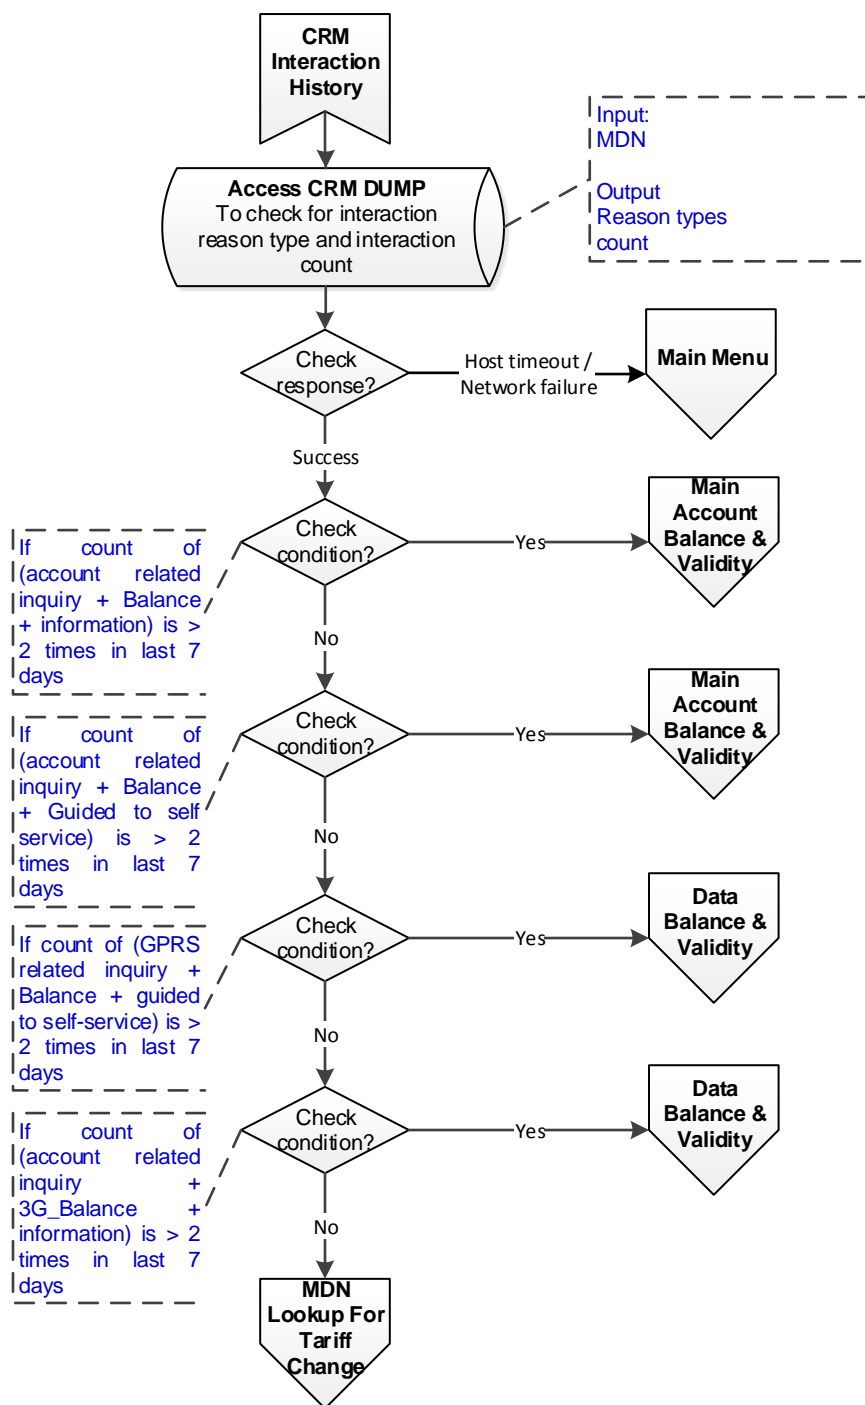 CRM
Interaction
History
Input:
MDN
Output
Reason types
count
Access CRM DUMP
To check for interaction
reason type and interaction
count
Check
response?
Host timeout /
Network failure
Main Menu
Success
If count of
(account related
inquiry + Balance
+ information) is >
2 times in last 7
days
Check
condition?
Yes
Main
Account
Balance &
Validity
No
If count of
(account related
inquiry + Balance
+ Guided to self
service) is > 2
times in last 7
days
Check
condition?
Yes
Main
Account
Balance &
Validity
No
If count of (GPRS
related inquiry +
Balance + guided
to self-service) is >
2 times in last 7
days
Check
condition?
Yes
Data
Balance &
Validity
No
If count of
(account related
inquiry +
3G_Balance +
information) is > 2
times in last 7
days
Check
condition?
Yes
Data
Balance &
Validity
No
MDN
Lookup For
Tariff
Change